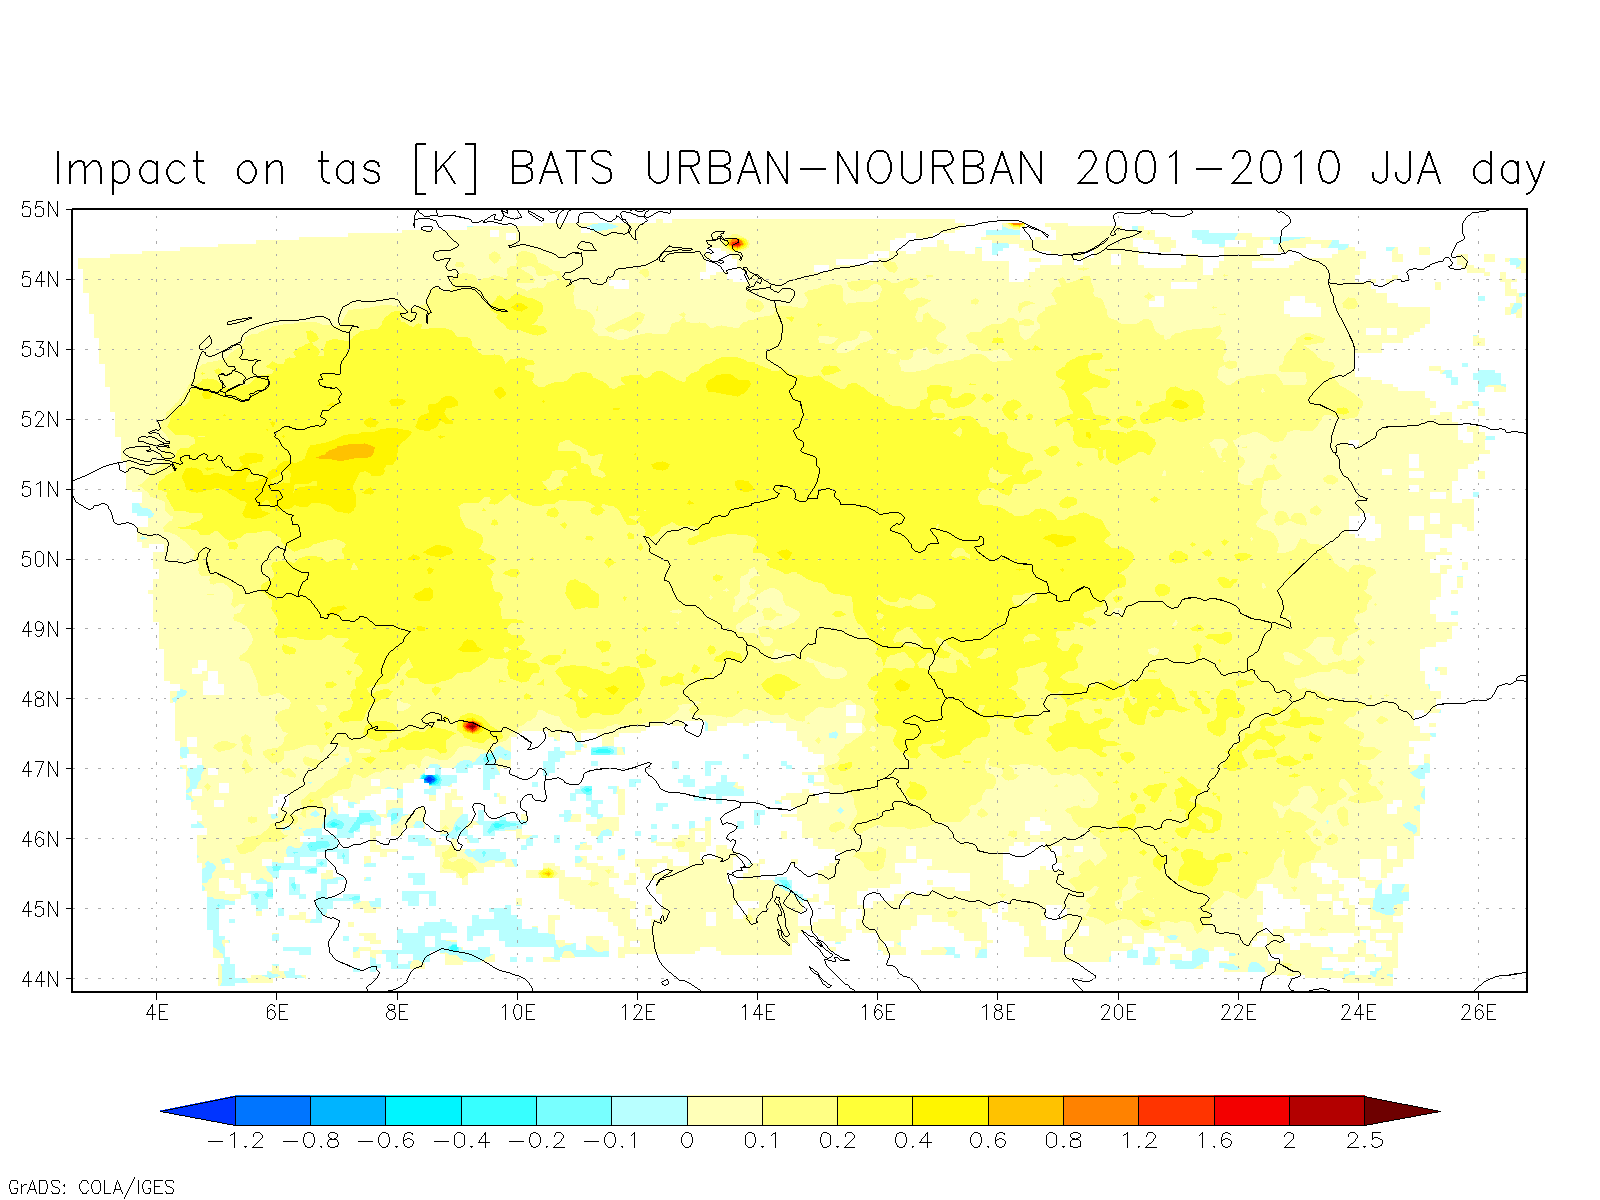 Impact on tas [K] BATS URBAN-NOURBAN 2001-2010 JJA day
55N
54N
53N
52N
51N
50N
49N
48N
47N
46N
45N
44N
4E 6E 8E 10E 12E 14E 16E 18E 20E 22E 24E 26E
-1.2 -0.8 -0.6 -0.4 -0.2 -0.1 0 0.1 0.2 0.4 0.6 0.8 1.2 1.6 2 2.5
GrADS: COLA/IGES